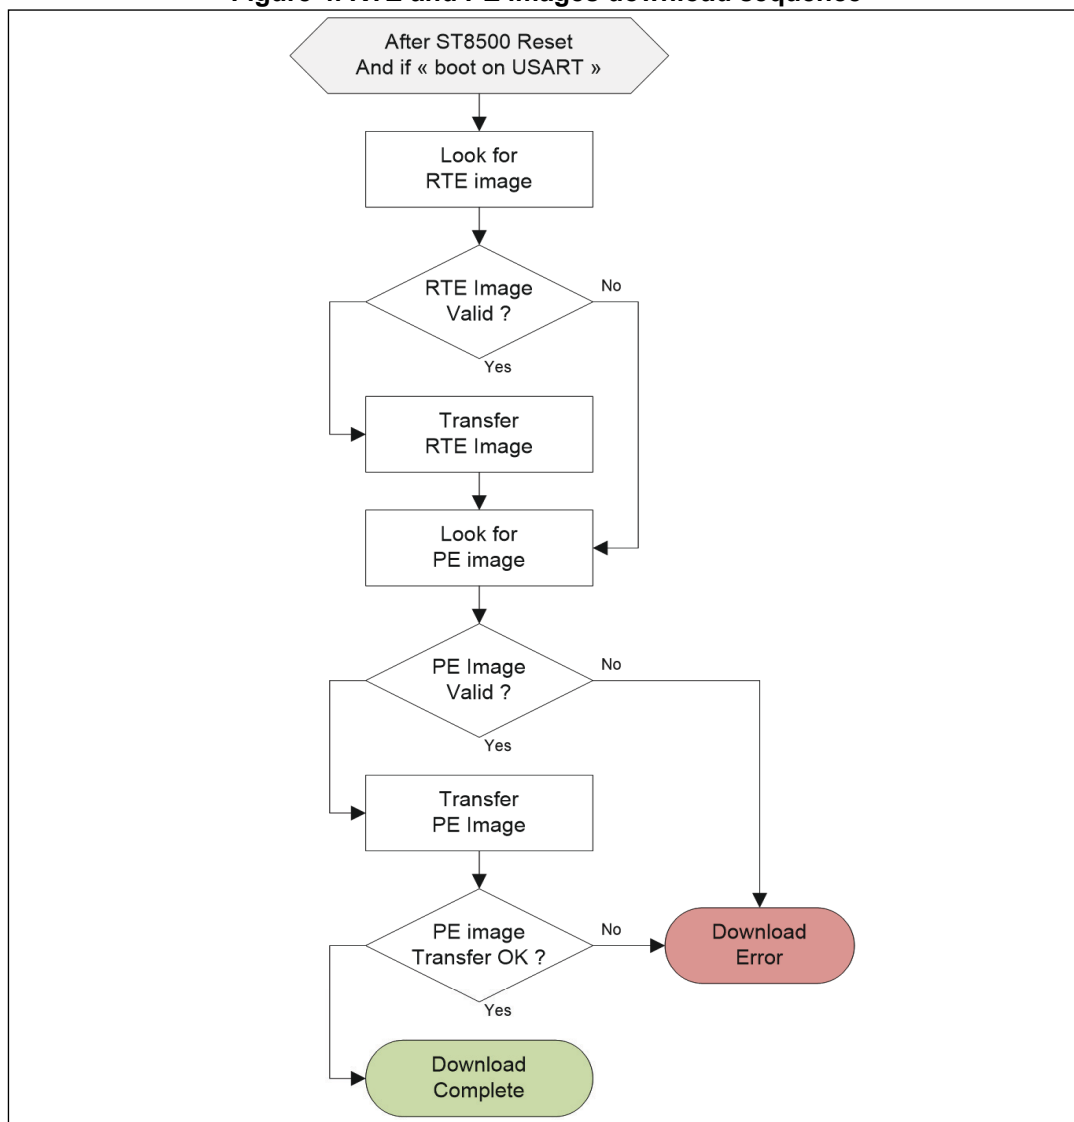 After ST8500 Reset
And if « boot on USART »
Look for
RTE image
RTE Image
Valid ?
No
Yes
Transfer
RTE Image
Look for
PE image
PE Image
Valid ?
No
Yes
Transfer
PE Image
PE image
Transfer OK ?
No
Yes
Download
Error
Download
Complete